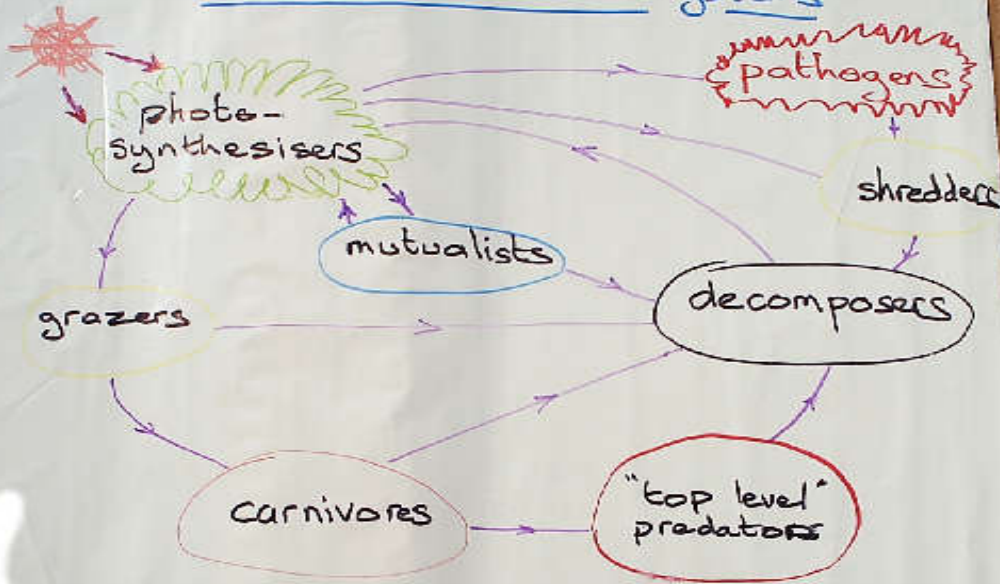 pathogens
photo-
synthesisers
shredders
mutualists
decomposers
grazers
carnivores
"top level"
predators